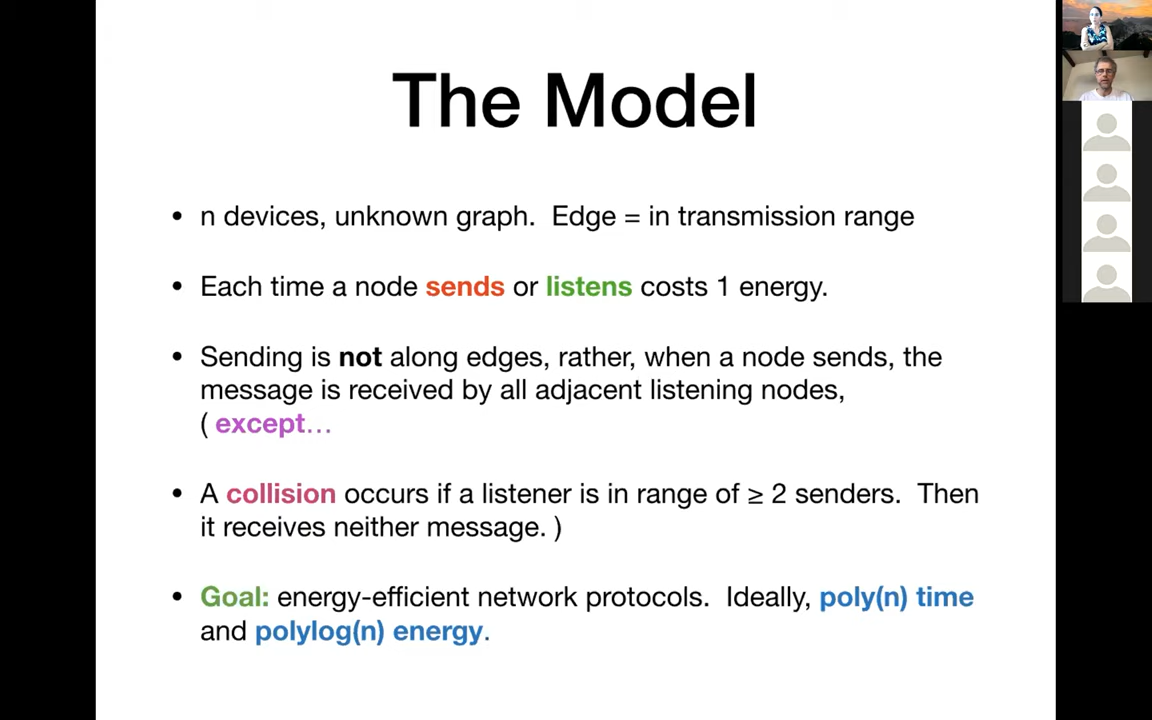 The Model
• n devices, unknown graph.  Edge = in transmission range
• Each time a node sends or listens costs 1 energy.
• Sending is not along edges, rather, when a node sends, the
message is received by all adjacent listening nodes,
( except…
• A collision occurs if a listener is in range of ≥ 2 senders.  Then
it receives neither message. )
• Goal: energy-efficient network protocols.  Ideally, poly(n) time
and polylog(n) energy.